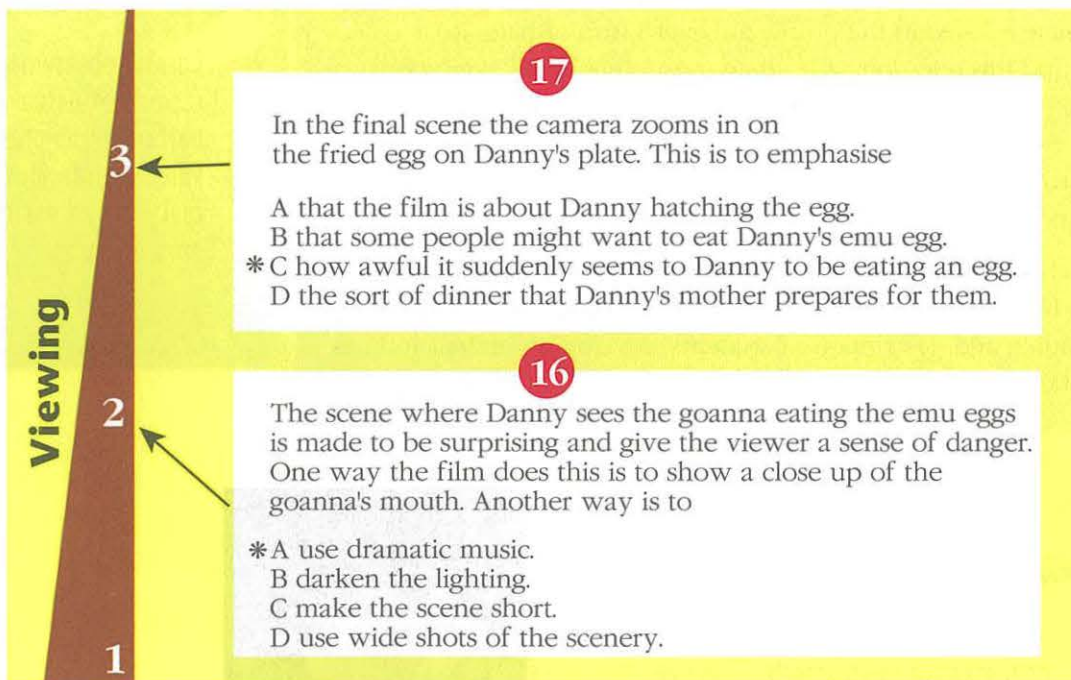 17
In the final scene the camera zooms in on
the fried egg on Danny's plate. This is to emphasise
A that the film is about Danny hatching the egg.
B that some people might want to eat Danny's emu egg.
* C how awful it suddenly seems to Danny to be eating an egg.
D the sort of dinner that Danny's mother prepares for them.
3
Viewing
16
The scene where Danny sees the goanna eating the emu eggs
is made to be surprising and give the viewer a sense of danger.
One way the film does this is to show a close up of the
goanna's mouth. Another way is to
* A use dramatic music.
B darken the lighting.
C make the scene short.
D use wide shots of the scenery.
2
1